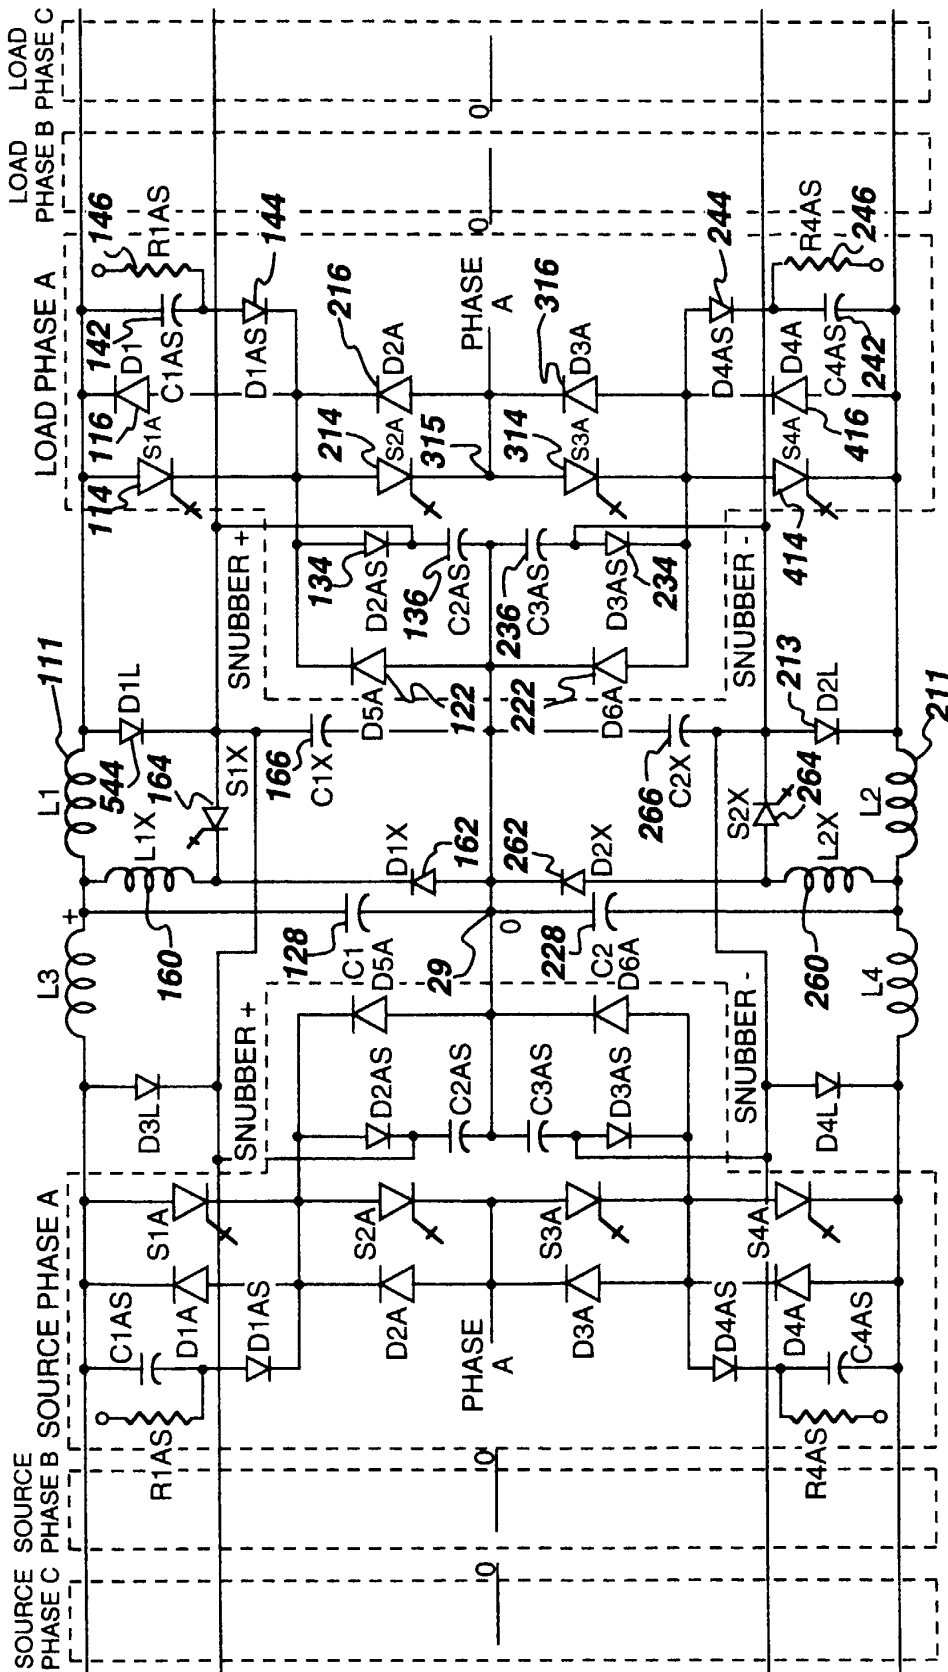 SOURCE PHASE C
SOURCE PHASE B
SOURCE PHASE A
LOAD PHASE A
LOAD PHASE B
LOAD PHASE C
C1AS
R1AS
D1A
S1A
D1AS
D2A
S2A
PHASE A
0
0
D3A
S3A
D4AS
D4A
S4A
C4AS
R4AS
D3L
SNUBBER +
D2AS
C2AS
C3AS
D3AS
SNUBBER -
D4L
D5A
D6A
L3
+
C1
128
29
0
C2
228
L4
160
L1X
L1
111
544
164
D1L
S1X
D1X
162
166
C1X
262
D2X
266
C2X
S2X
264
213
D2L
260
L2X
L2
211
SNUBBER +
D5A
122
222
D6A
SNUBBER -
134
D2AS
136
C2AS
236
C3AS
D3AS
234
114
S1A
116
D1
142
C1AS
146
R1AS
D1AS
144
214
S2A
216
D2A
315
PHASE A
314
S3A
316
D3A
414
S4A
416
D4A
D4AS
244
C4AS
242
R4AS
246
0
0